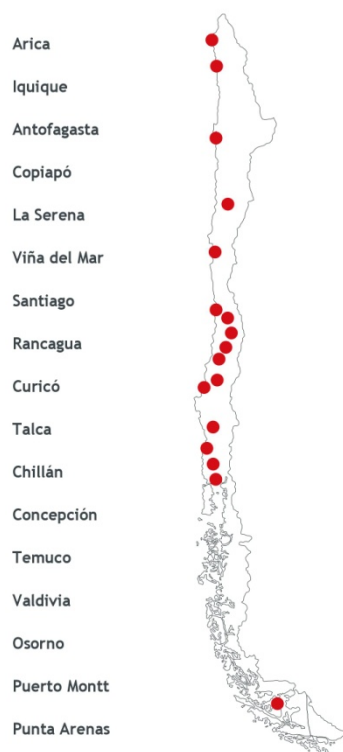 Arica
Iquique
Antofagasta
Copiapó
La Serena
Viña del Mar
Santiago
Rancagua
Curicó
Talca
Chillán
Concepción
Temuco
Valdivia
Osorno
Puerto Montt
Punta Arenas